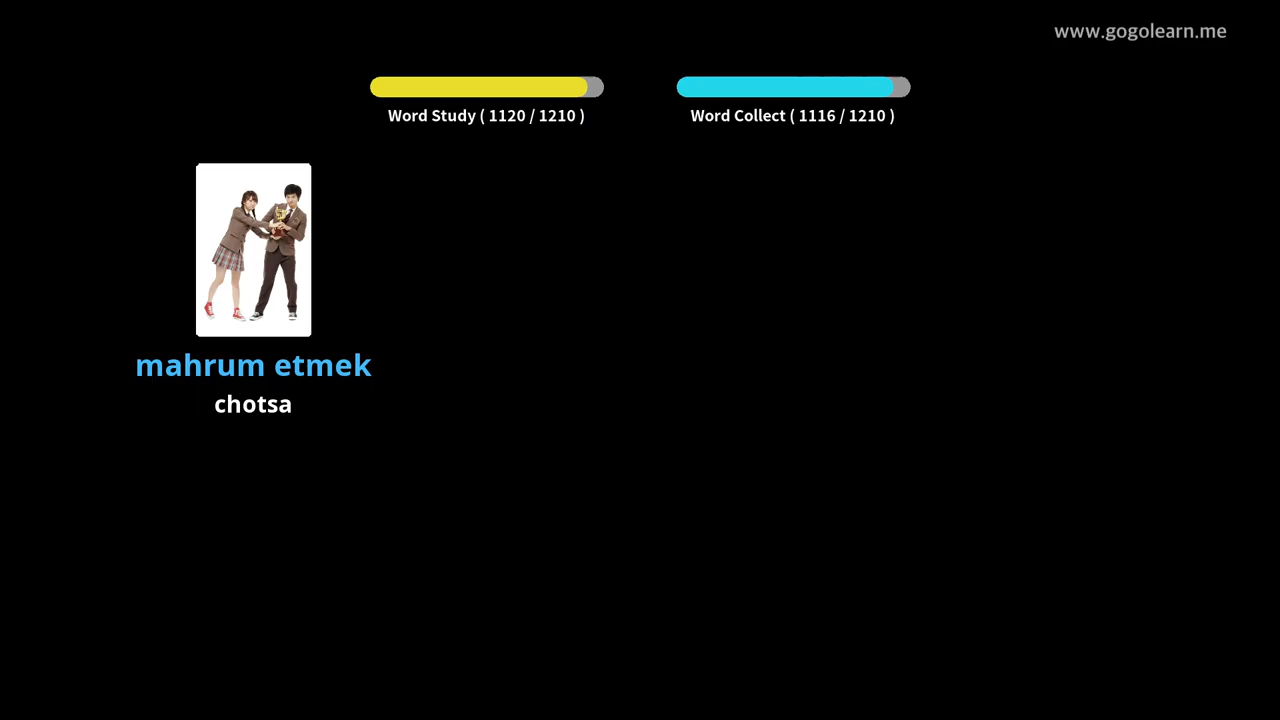 www.gogolearn.me
Word Study ( 1120 / 1210 )
Word Collect ( 1116 / 1210 )
mahrum etmek
chotsa